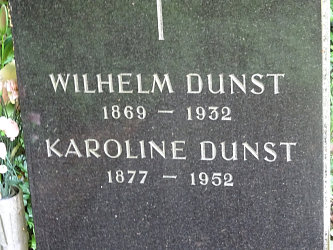 WILHELM DUNST
1869 — 1932
KAROLINE DUNST
1877 — 1952